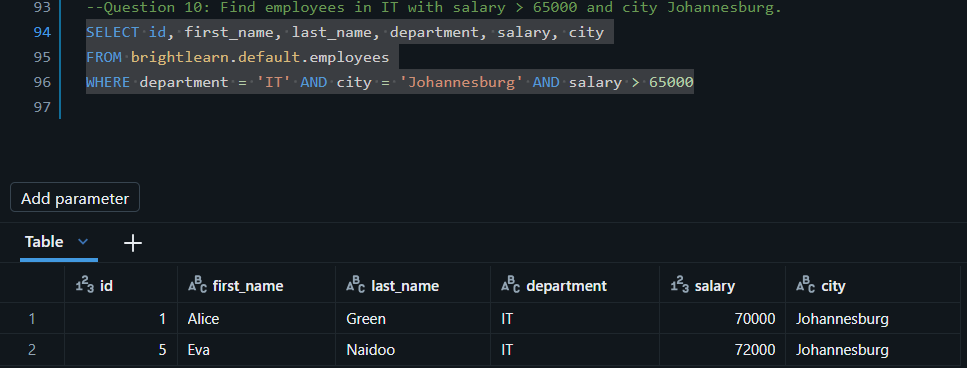 93 --Question 10: Find employees in IT with salary > 65000 and city Johannesburg.
94 SELECT id, first_name, last_name, department, salary, city
95 FROM brightlearn.default.employees
96 WHERE department = 'IT' AND city = 'Johannesburg' AND salary > 65000
97
Add parameter
Table +
123 id ABC first_name ABC last_name ABC department 123 salary ABC city
1 1 Alice Green IT 70000 Johannesburg
2 5 Eva Naidoo IT 72000 Johannesburg